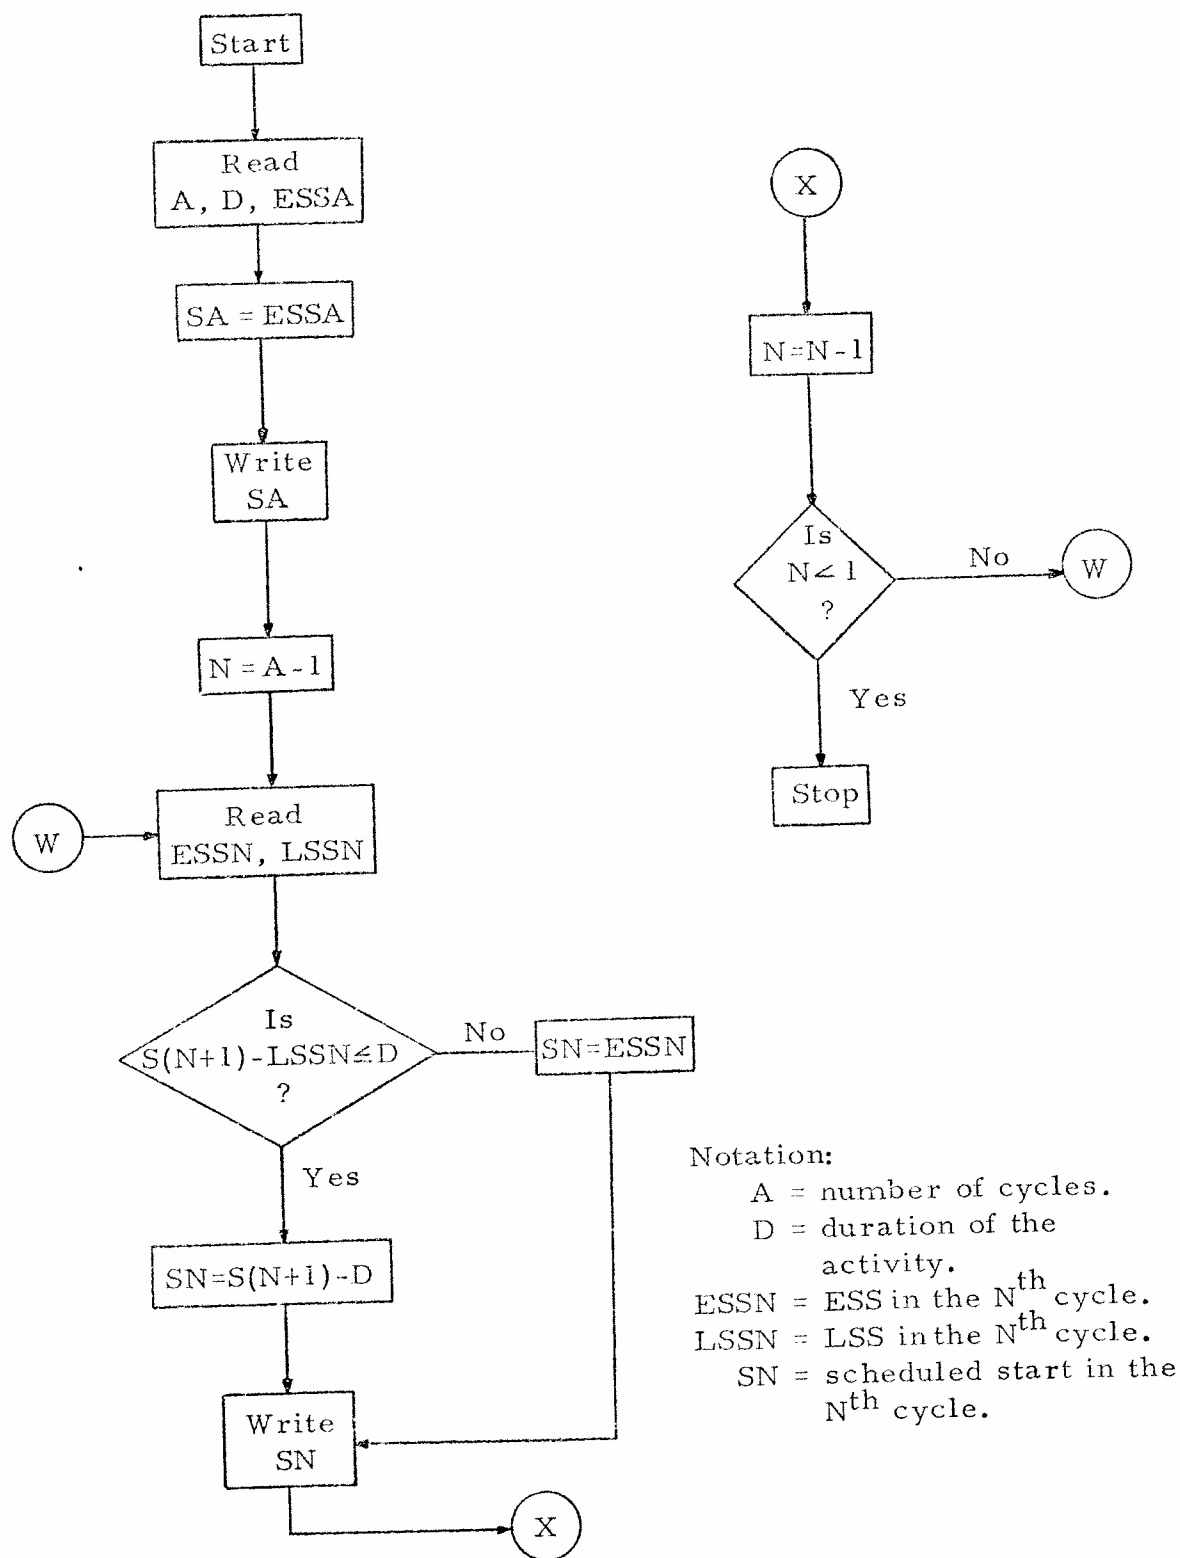 Start
Read
A, D, ESSA
SA = ESSA
Write
SA
N = A-1
W
Read
ESSN, LSSN
Is
S(N+1)-LSSN≤D
?
No
SN=ESSN
Yes
SN=S(N+1)-D
Write
SN
X
X
N=N-1
Is
N<1
?
No
W
Yes
Stop
Notation:
A = number of cycles.
D = duration of the
activity.
ESSN = ESS in the Nth cycle.
LSSN = LSS in the Nth cycle.
SN = scheduled start in the
Nth cycle.